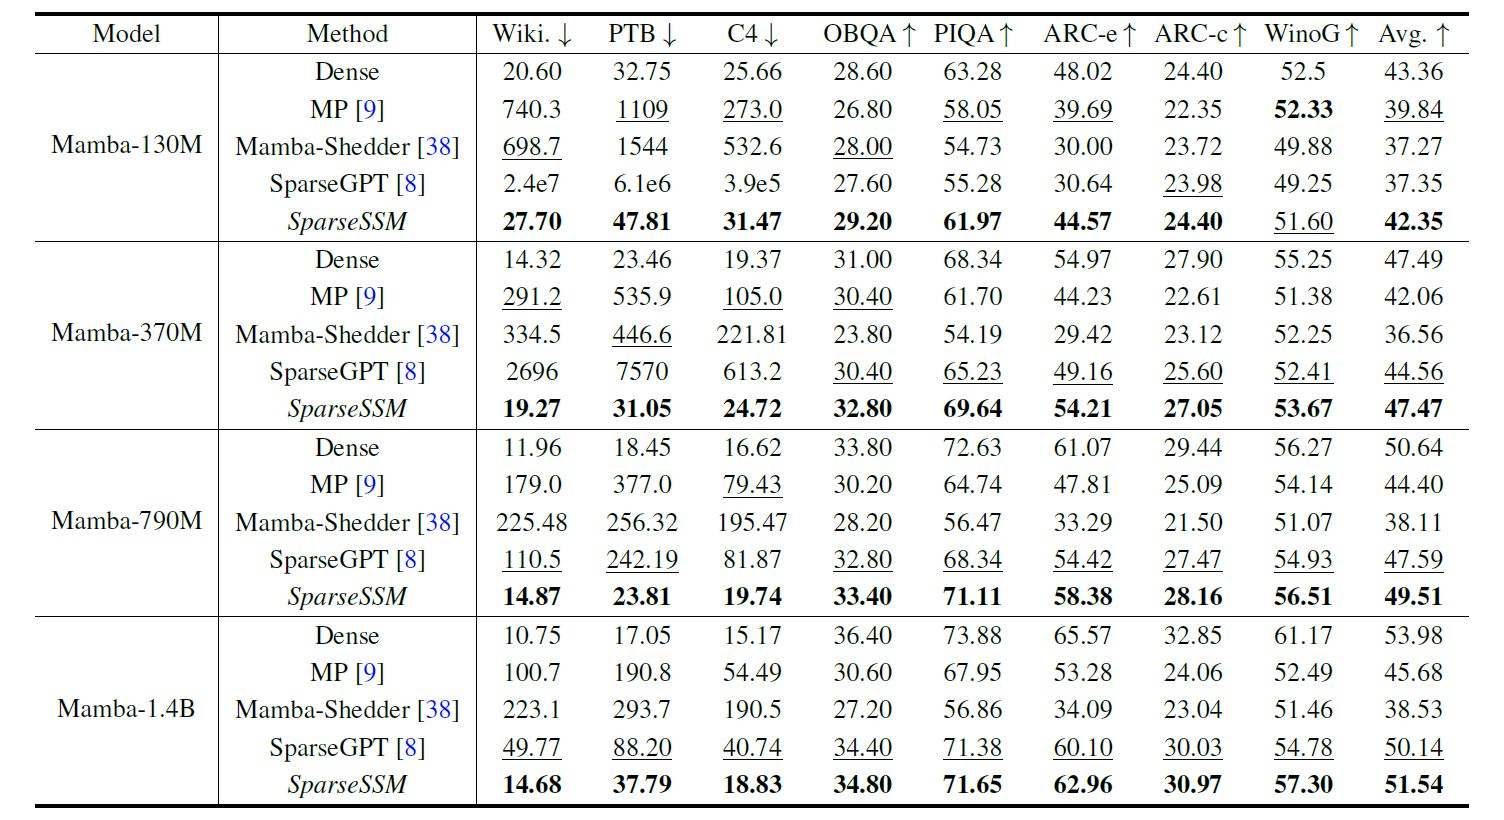 Model Method Wiki. ↓ PTB ↓ C4 ↓ OBQA ↑ PIQA ↑ ARC-e ↑ ARC-c ↑ WinoG ↑ Avg. ↑
Dense 20.60 32.75 25.66 28.60 63.28 48.02 24.40 52.5 43.36
MP [9] 740.3 1109 273.0 26.80 58.05 39.69 22.35 52.33 39.84
Mamba-130M Mamba-Shedder [38] 698.7 1544 532.6 28.00 54.73 30.00 23.72 49.88 37.27
SparseGPT [8] 2.4e7 6.1e6 3.9e5 27.60 55.28 30.64 23.98 49.25 37.35
SparseSSM 27.70 47.81 31.47 29.20 61.97 44.57 24.40 51.60 42.35
Dense 14.32 23.46 19.37 31.00 68.34 54.97 27.90 55.25 47.49
MP [9] 291.2 535.9 105.0 30.40 61.70 44.23 22.61 51.38 42.06
Mamba-370M Mamba-Shedder [38] 334.5 446.6 221.81 23.80 54.19 29.42 23.12 52.25 36.56
SparseGPT [8] 2696 7570 613.2 30.40 65.23 49.16 25.60 52.41 44.56
SparseSSM 19.27 31.05 24.72 32.80 69.64 54.21 27.05 53.67 47.47
Dense 11.96 18.45 16.62 33.80 72.63 61.07 29.44 56.27 50.64
MP [9] 179.0 377.0 79.43 30.20 64.74 47.81 25.09 54.14 44.40
Mamba-790M Mamba-Shedder [38] 225.48 256.32 195.47 28.20 56.47 33.29 21.50 51.07 38.11
SparseGPT [8] 110.5 242.19 81.87 32.80 68.34 54.42 27.47 54.93 47.59
SparseSSM 14.87 23.81 19.74 33.40 71.11 58.38 28.16 56.51 49.51
Dense 10.75 17.05 15.17 36.40 73.88 65.57 32.85 61.17 53.98
MP [9] 100.7 190.8 54.49 30.60 67.95 53.28 24.06 52.49 45.68
Mamba-1.4B Mamba-Shedder [38] 223.1 293.7 190.5 27.20 56.86 34.09 23.04 51.46 38.53
SparseGPT [8] 49.77 88.20 40.74 34.40 71.38 60.10 30.03 54.78 50.14
SparseSSM 14.68 37.79 18.83 34.80 71.65 62.96 30.97 57.30 51.54